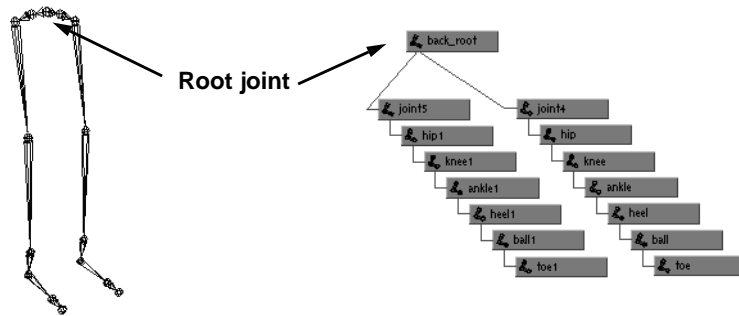 back_root
Root joint
joint5
joint4
hip1
hip
knee1
knee
ankle1
ankle
heel1
heel
ball1
ball
toe1
toe